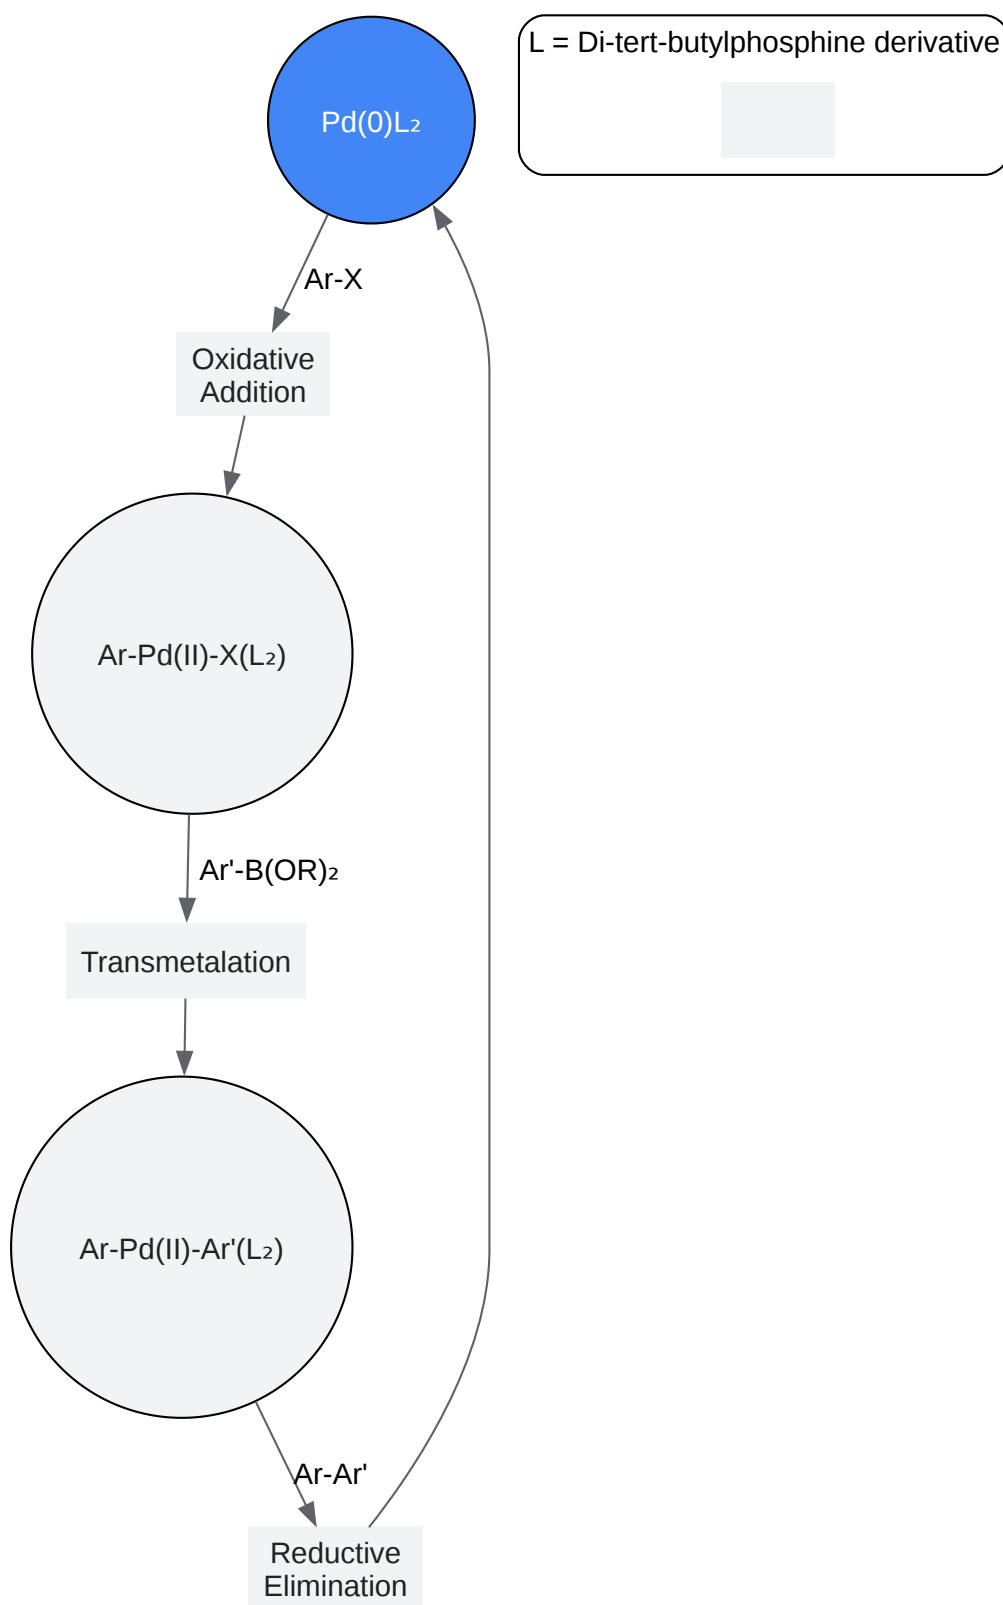 L = Di-tert-butylphosphine derivative
Pd(0)L₂
Ar-X
Oxidative
Addition
Ar-Pd(II)-X(L₂)
Ar'-B(OR)₂
Transmetalation
Ar-Pd(II)-Ar'(L₂)
Ar-Ar'
Reductive
Elimination